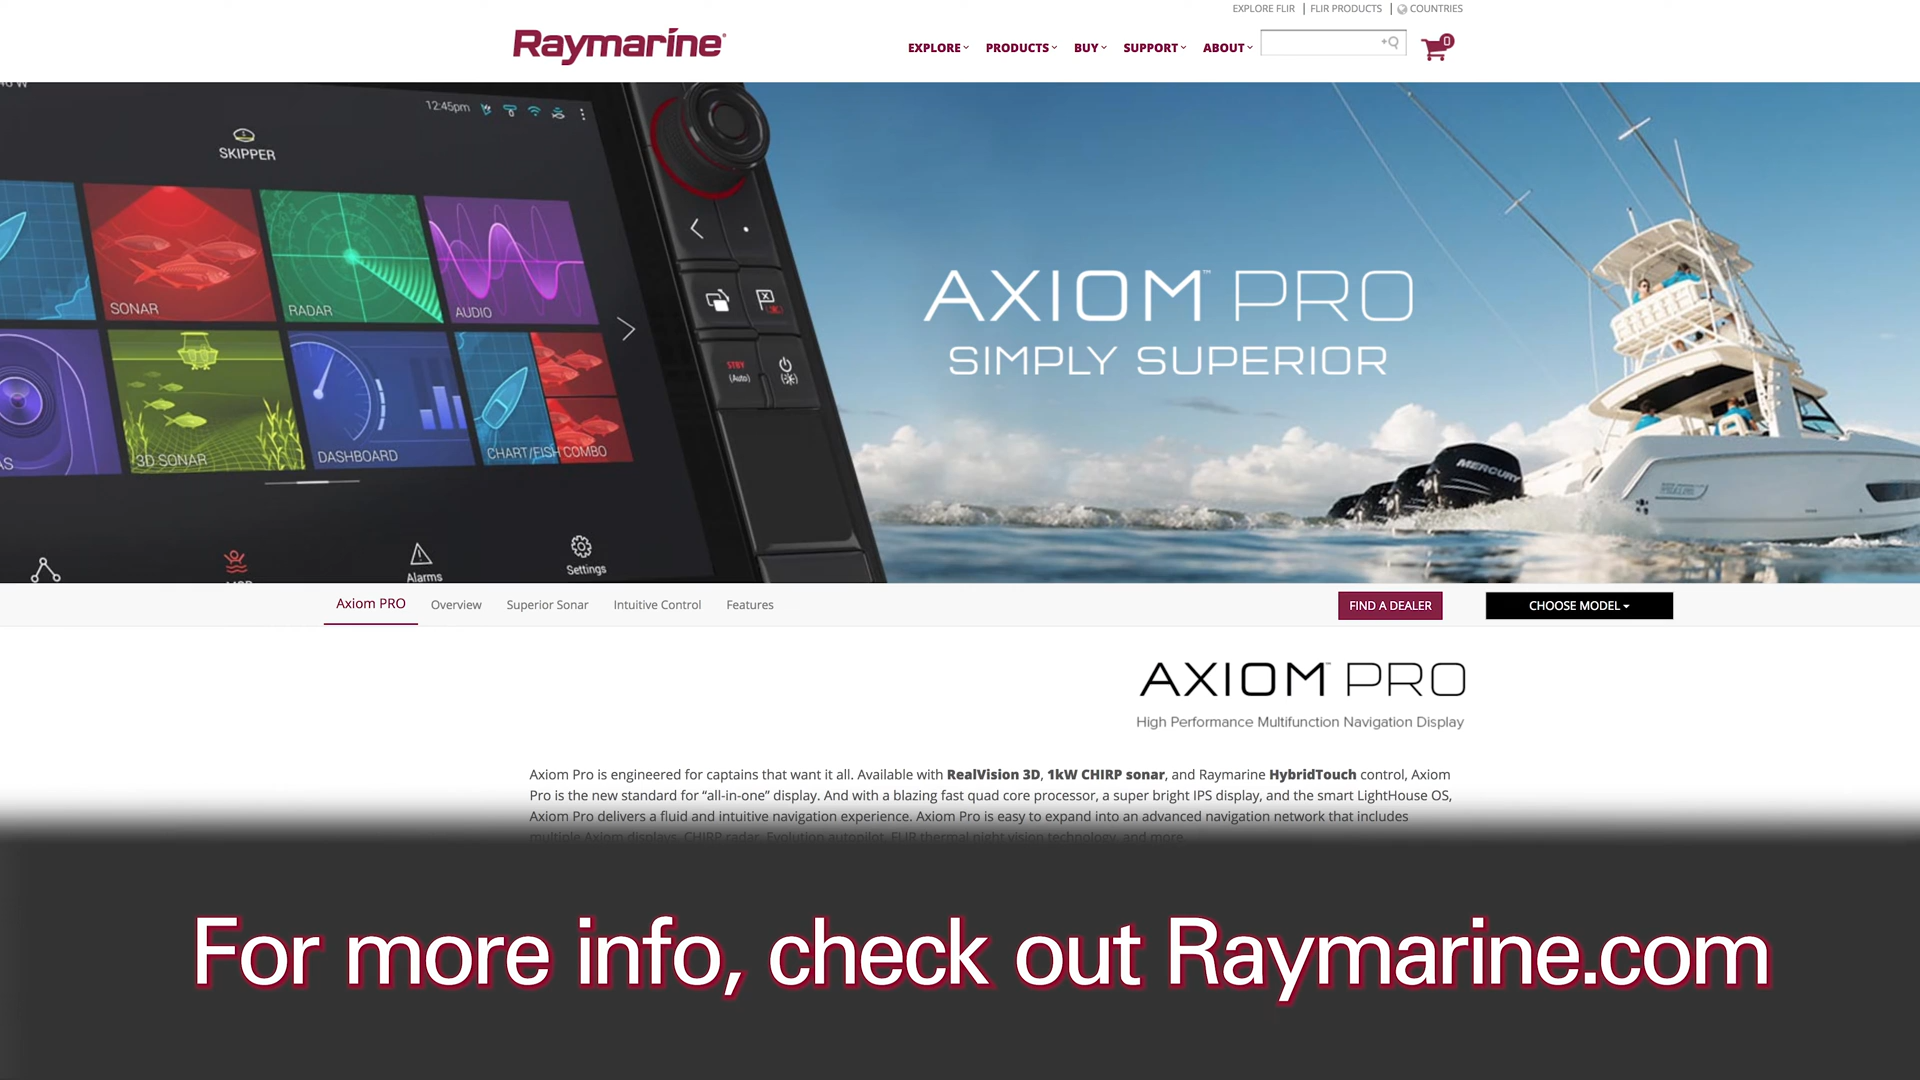 EXPLORE FLIR | FLIR PRODUCTS | COUNTRIES
Raymarine
EXPLORE PRODUCTS BUY SUPPORT ABOUT
0
12:45pm
SKIPPER
SONAR
RADAR
AUDIO
3D SONAR
DASHBOARD
CHART/FISH COMBO
Alarms
Settings
STBY
(Auto)
AXIOM™ PRO
SIMPLY SUPERIOR
MERCURY
Axiom PRO Overview Superior Sonar Intuitive Control Features
FIND A DEALER
CHOOSE MODEL
AXIOM™ PRO
High Performance Multifunction Navigation Display
Axiom Pro is engineered for captains that want it all. Available with RealVision 3D, 1kW CHIRP sonar, and Raymarine HybridTouch control, Axiom
Pro is the new standard for “all-in-one” display. And with a blazing fast quad core processor, a super bright IPS display, and the smart LightHouse OS,
Axiom Pro delivers a fluid and intuitive navigation experience. Axiom Pro is easy to expand into an advanced navigation network that includes
multiple Axiom displays, CHIRP radar, Evolution autopilot, FLIR thermal night vision technology, and more.
For more info, check out Raymarine.com